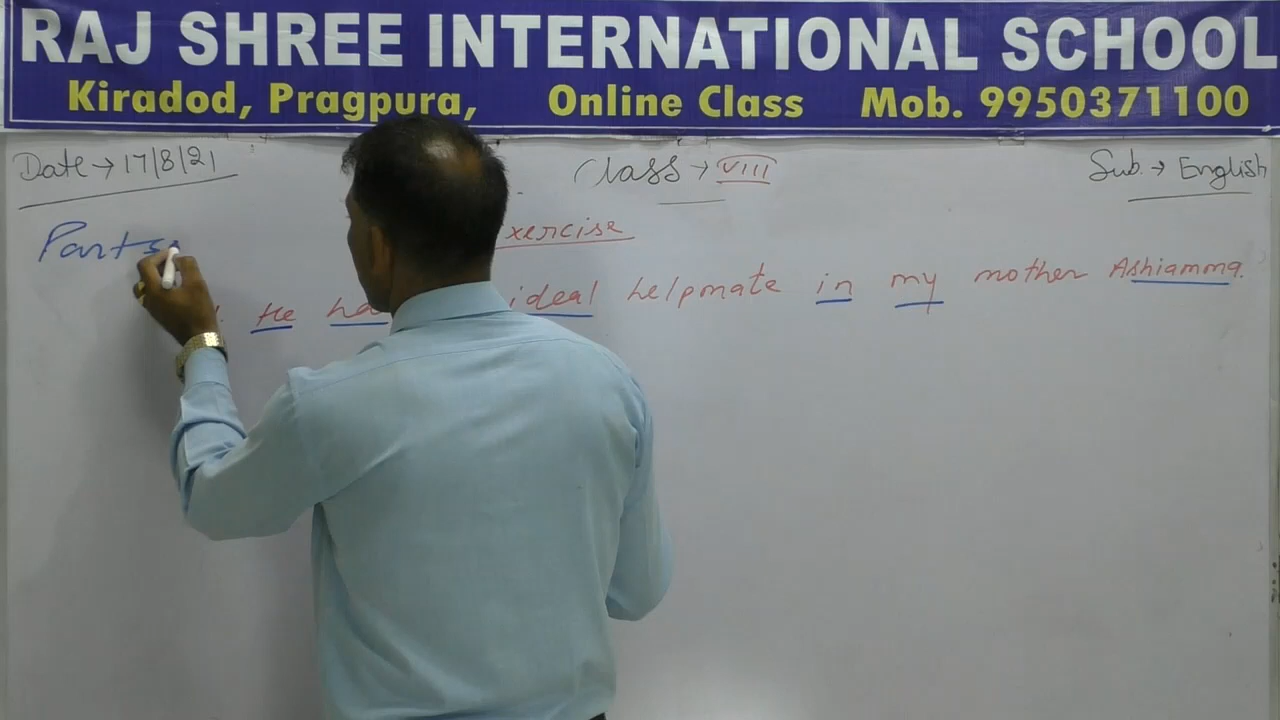 RAJ SHREE INTERNATIONAL SCHOOL
Kiradod, Pragpura, Online Class Mob. 9950371100
Date → 17/8/21 Class → VIII Sub. → English
Parts
xercise
He ha ideal helpmate in my mother Ashiamma.